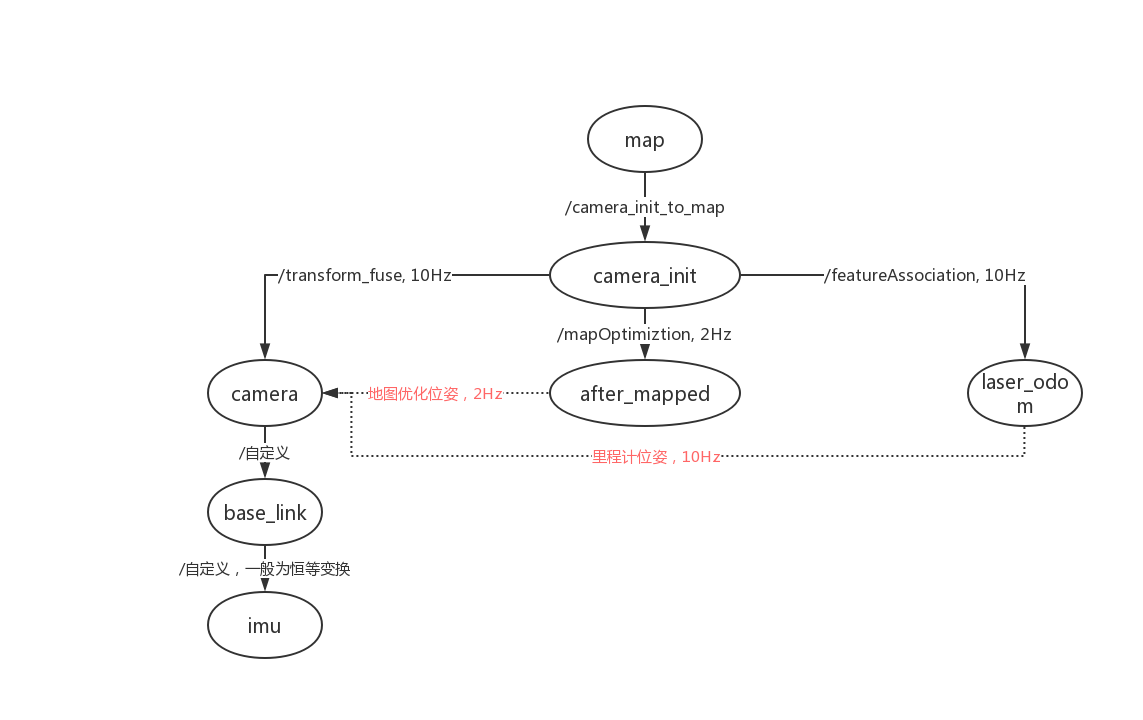 map
/camera_init_to_map
/transform_fuse, 10Hz
camera_init
/featureAssociation, 10Hz
/mapOptimiztion, 2Hz
camera
地图优化位姿，2Hz
after_mapped
laser_odo
m
/自定义
里程计位姿，10Hz
base_link
/自定义，一般为恒等变换
imu